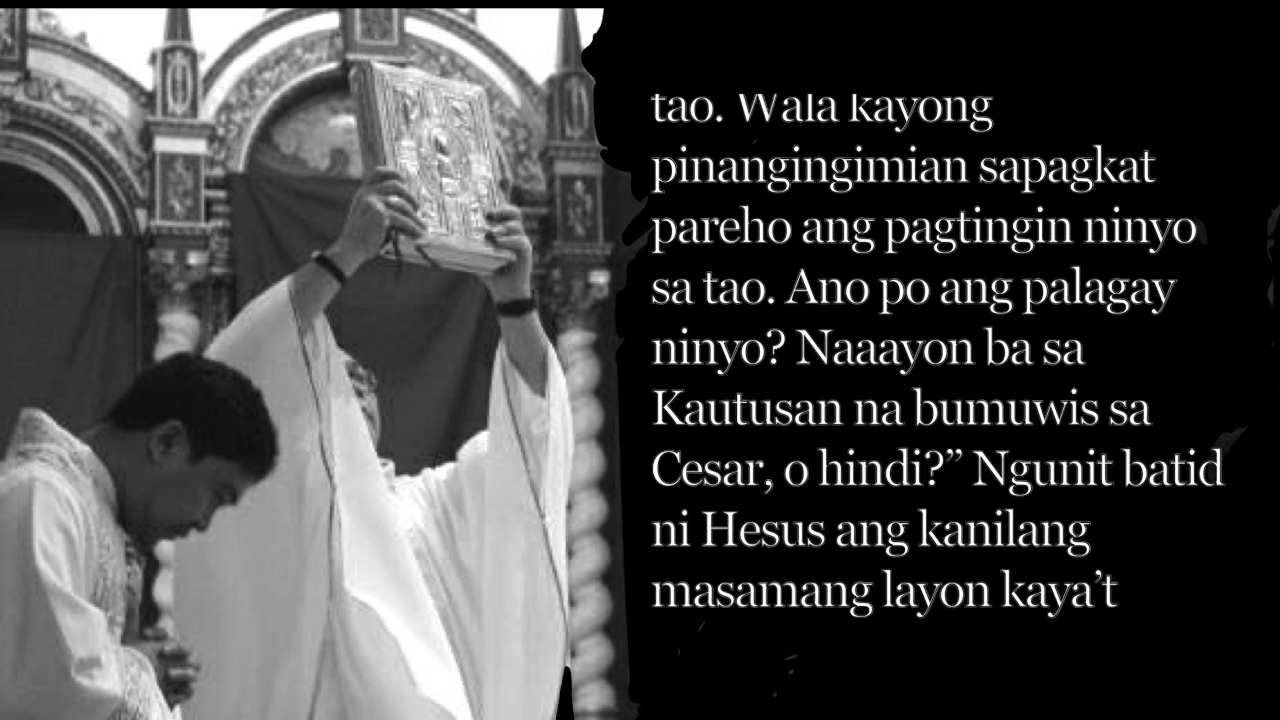 tao. Wala kayong
pinangingimian sapagkat
pareho ang pagtingin ninyo
sa tao. Ano po ang palagay
ninyo? Naaayon ba sa
Kautusan na bumuwis sa
Cesar, o hindi?” Ngunit batid
ni Hesus ang kanilang
masamang layon kaya’t